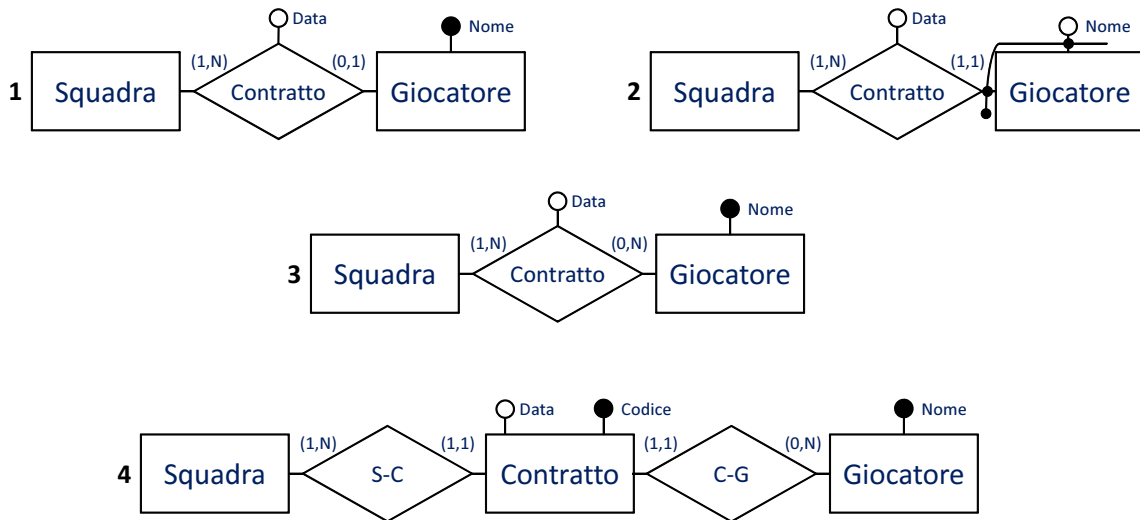 Data
Nome
(1,N)
(0,1)
1
Squadra
Contratto
Giocatore
Data
Nome
(1,N)
(1,1)
2
Squadra
Contratto
Giocatore
Data
Nome
(1,N)
(0,N)
3
Squadra
Contratto
Giocatore
Data
Codice
Nome
(1,N)
(1,1)
(1,1)
(0,N)
4
Squadra
S-C
Contratto
C-G
Giocatore